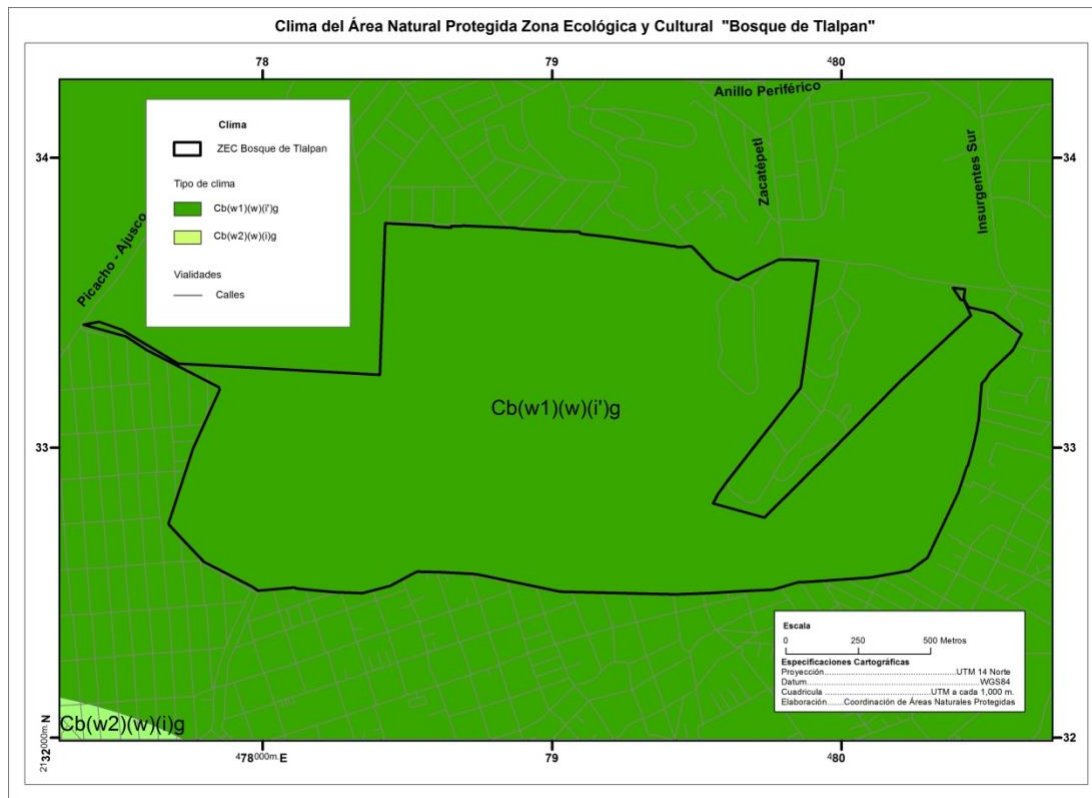 Clima del Área Natural Protegida Zona Ecológica y Cultural "Bosque de Tlalpan"
78
79
⁴80
Anillo Periférico
Clima
ZEC Bosque de Tlalpan
Tipo de clima
Cb(w1)(w)(i')g
Cb(w2)(w)(i)g
Vialidades
Calles
34
34
Zacatépetl
Insurgentes Sur
Picacho - Ajusco
Cb(w1)(w)(i')g
33
33
Escala
0 250 500 Metros
Especificaciones Cartográficas
Proyección....................................UTM 14 Norte
Datum..............................................WGS84
Cuadricula........................UTM a cada 1,000 m.
Elaboración......Coordinación de Áreas Naturales Protegidas
Cb(w2)(w)(i)g
²¹32⁰⁰⁰ᵐ·N
32
⁴78⁰⁰⁰ᵐ·E
79
⁴80